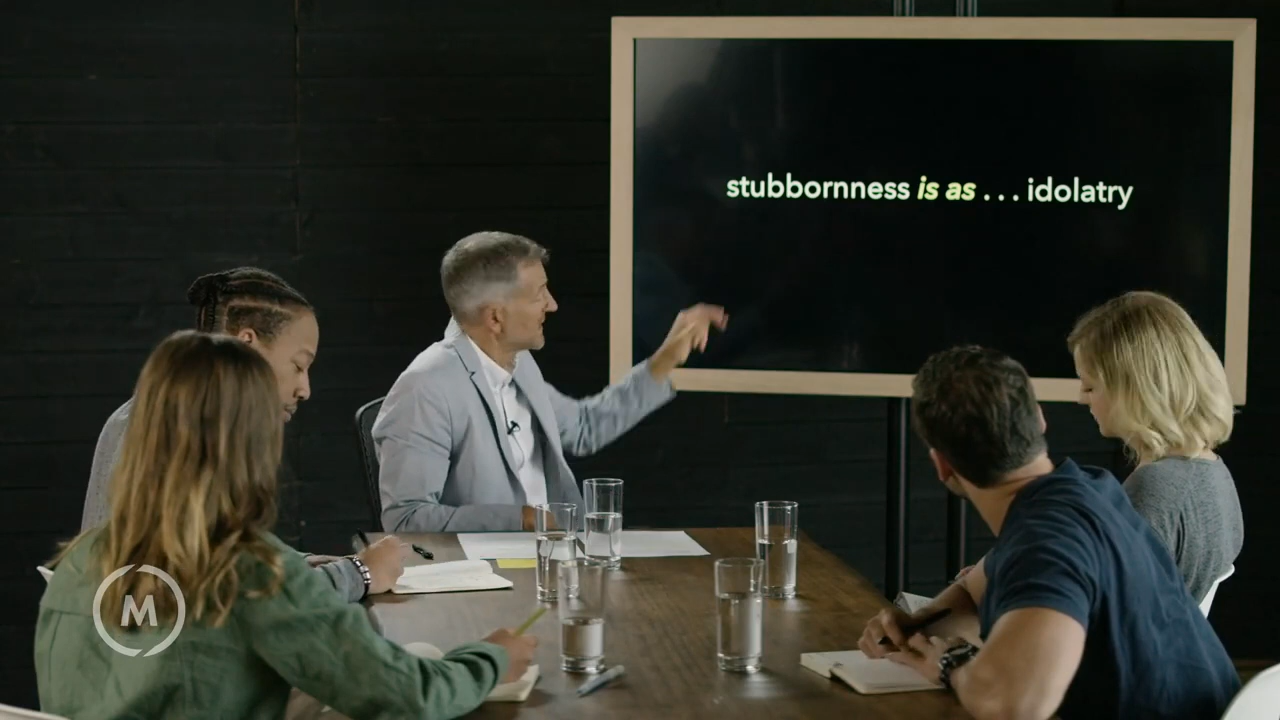 stubbornness is as . . . idolatry
M